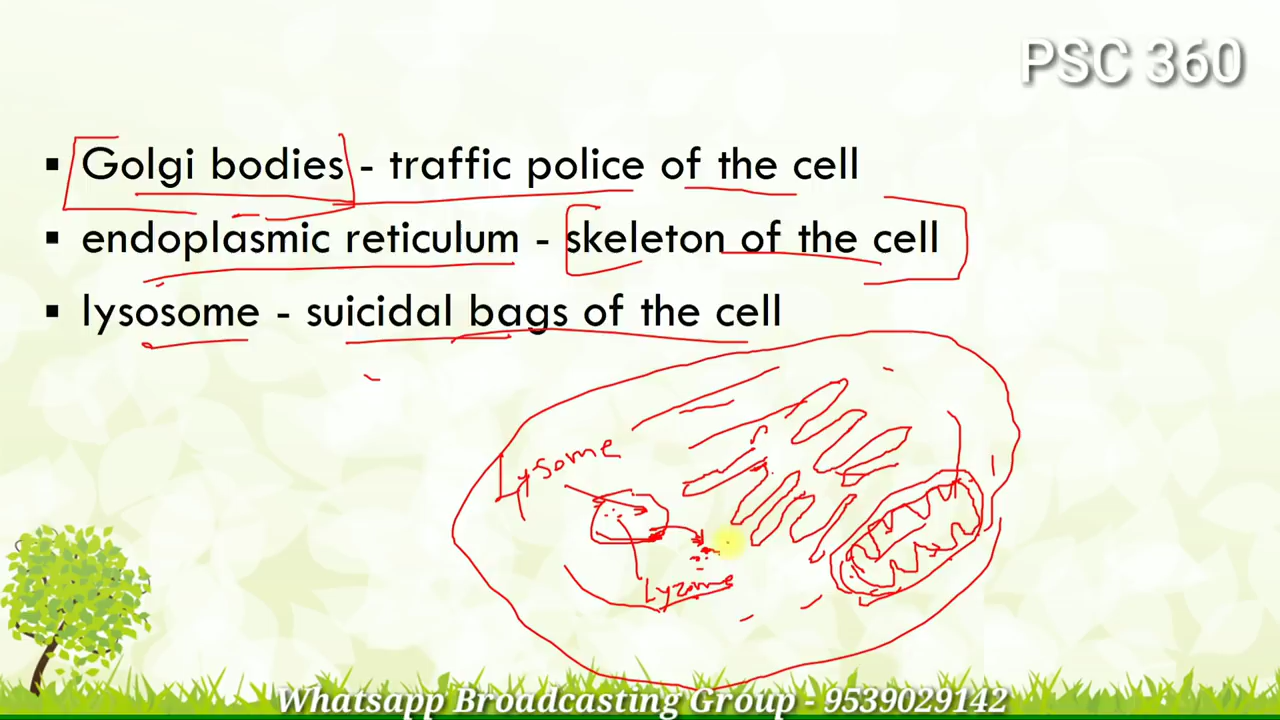 PSC 360
▪ Golgi bodies - traffic police of the cell
▪ endoplasmic reticulum - skeleton of the cell
▪ lysosome - suicidal bags of the cell
Lysome
Lyzome
Whatsapp Broadcasting Group - 9539029142